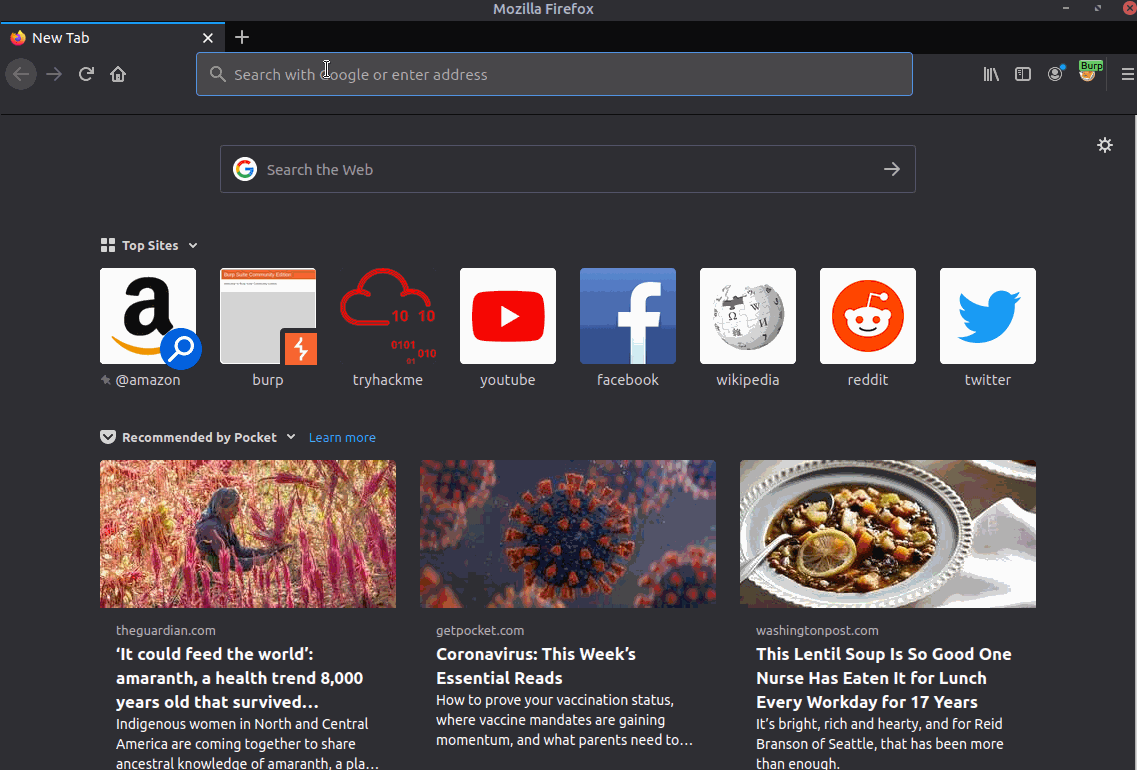 Mozilla Firefox
New Tab
Search with Google or enter address
Burp
Search the Web
Top Sites
a
Burp Suite Community Edition
10 10
0101
010
01
@amazon
burp
tryhackme
youtube
facebook
wikipedia
reddit
twitter
Recommended by Pocket
Learn more
theguardian.com
‘It could feed the world’:
amaranth, a health trend 8,000
years old that survived…
Indigenous women in North and Central
America are coming together to share
ancestral knowledge of amaranth, a pla…
getpocket.com
Coronavirus: This Week’s
Essential Reads
How to prove your vaccination status,
where vaccine mandates are gaining
momentum, and what parents need to…
washingtonpost.com
This Lentil Soup Is So Good One
Nurse Has Eaten It for Lunch
Every Workday for 17 Years
It’s bright, rich and hearty, and for Reid
Branson of Seattle, that has been more
than enough.